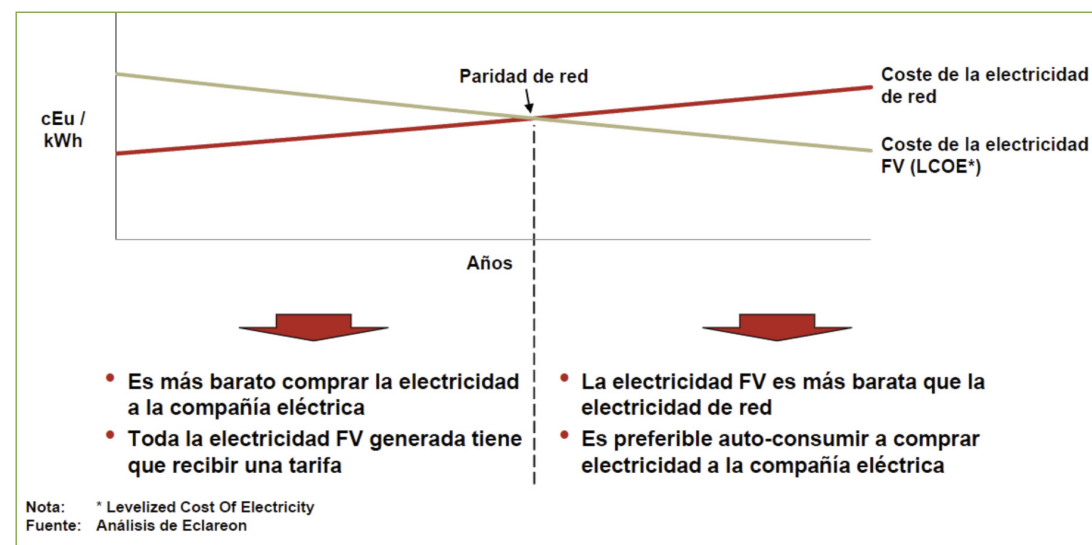 Paridad de red
Coste de la electricidad
de red
cEu /
kWh
Coste de la electricidad
FV (LCOE*)
Años
• Es más barato comprar la electricidad
a la compañía eléctrica
• Toda la electricidad FV generada tiene
que recibir una tarifa
• La electricidad FV es más barata que la
electricidad de red
• Es preferible auto-consumir a comprar
electricidad a la compañía eléctrica
Nota: * Levelized Cost Of Electricity
Fuente: Análisis de Eclareon